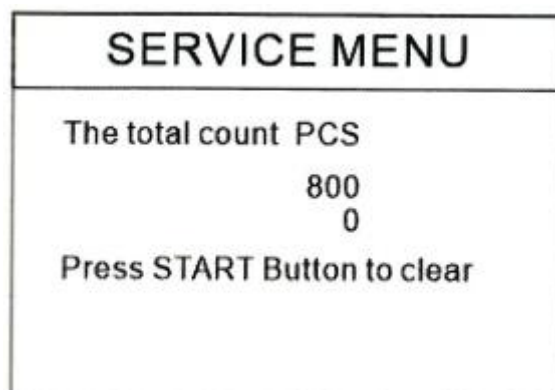 SERVICE MENU
The total count PCS
800
0
Press START Button to clear